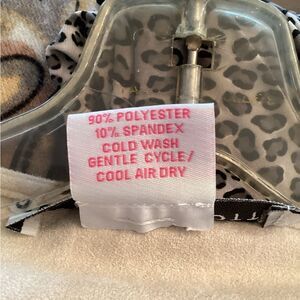 90% POLYESTER
10% SPANDEX
COLD WASH
GENTLE CYCLE/
COOL AIR DRY